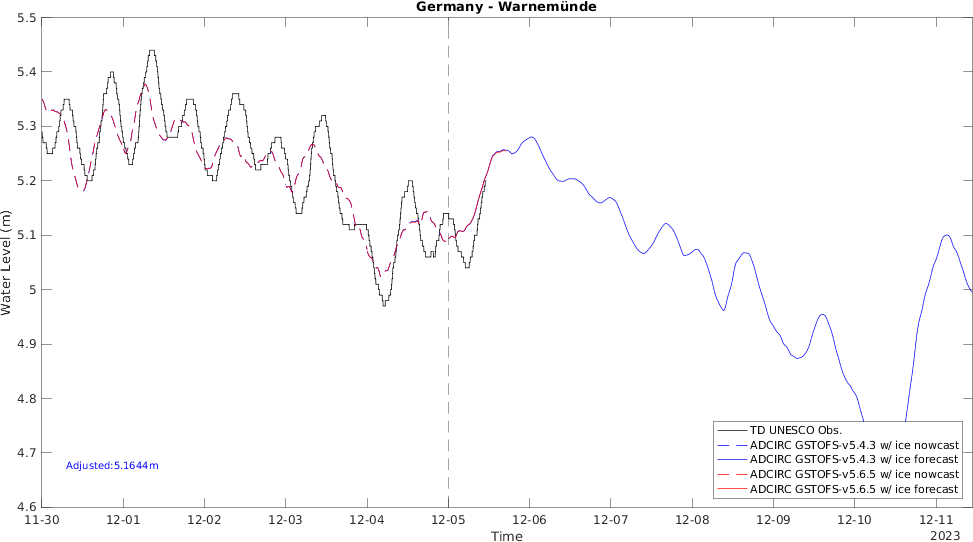 Germany - Warnemünde
5.5
5.4
5.3
5.2
5.1
5
4.9
4.8
4.7
4.6
Water Level (m)
Adjusted:5.1644m
TD UNESCO Obs.
ADCIRC GSTOFS-v5.4.3 w/ ice nowcast
ADCIRC GSTOFS-v5.4.3 w/ ice forecast
ADCIRC GSTOFS-v5.6.5 w/ ice nowcast
ADCIRC GSTOFS-v5.6.5 w/ ice forecast
11-30 12-01 12-02 12-03 12-04 12-05 12-06 12-07 12-08 12-09 12-10 12-11
Time
2023